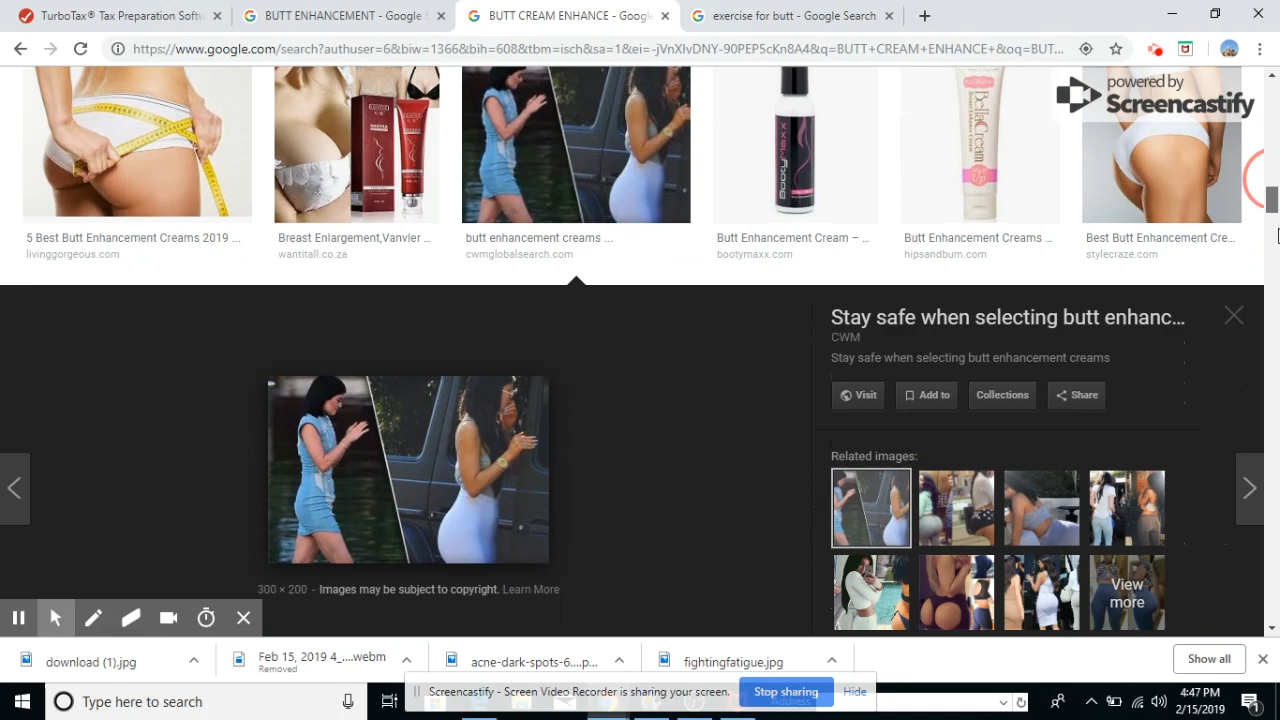 TurboTax® Tax Preparation Softw
BUTT ENHANCEMENT - Google S
BUTT CREAM ENHANCE - Google
exercise for butt - Google Search
https://www.google.com/search?authuser=6&biw=1366&bih=608&tbm=isch&sa=1&ei=-jVnXIvDNY-90PEP5cKn8A4&q=BUTT+CREAM+ENHANCE+&oq=BUT...
powered by
Screencastify
BootyMaxx
BellaCream
5 Best Butt Enhancement Creams 2019 ...
livinggorgeous.com
Breast Enlargement,Vanvler ...
wantitall.co.za
butt enhancement creams ...
cwmglobalsearch.com
Butt Enhancement Cream – ...
bootymaxx.com
Butt Enhancement Creams ...
hipsandbum.com
Best Butt Enhancement Cre...
stylecraze.com
Stay safe when selecting butt enhanc...
CWM
Stay safe when selecting butt enhancement creams
Visit
Add to
Collections
Share
Related images:
View
more
300 × 200 - Images may be subject to copyright. Learn More
download (1).jpg
Feb 15, 2019 4_....webm
Removed
acne-dark-spots-6....p...
fightingfatigue.jpg
Show all
Screencastify - Screen Video Recorder is sharing your screen.
Stop sharing
Hide
Type here to search
Address
4:47 PM
2/15/2019
1